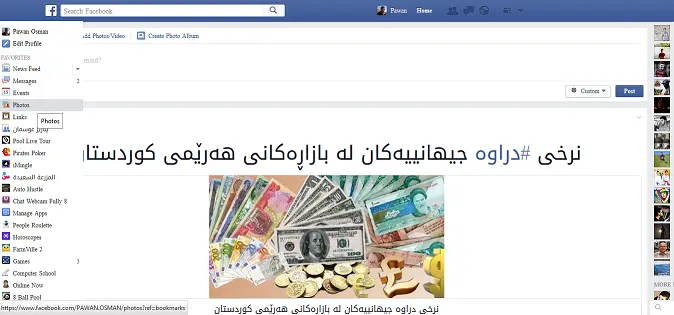 Search Facebook
Pawan
Home
Pawan Osman
Edit Profile
FAVORITES
News Feed
Messages 2
Events
Photos
Links
Photos
Pool Live Tour
Pirates Poker
iMingle
المزرعة السعيدة
Auto Hustle
Chat Webcam Fully 8
Manage Apps
People Roulette
Horoscopes
FarmVille 2
Games 3
Computer School
Online Now
8 Ball Pool
https://www.facebook.com/PAWAN.OSMAN/photos?ref=bookmarks
Add Photos/Video
Create Photo Album
mind?
Custom
Post
نرخی #دراوە جیهانییەکان لە بازاڕەکانی هەرێمی کوردستان
100
نرخی دراوە جیهانییەکان لە بازاڕەکانی هەرێمی کوردستان
MORE